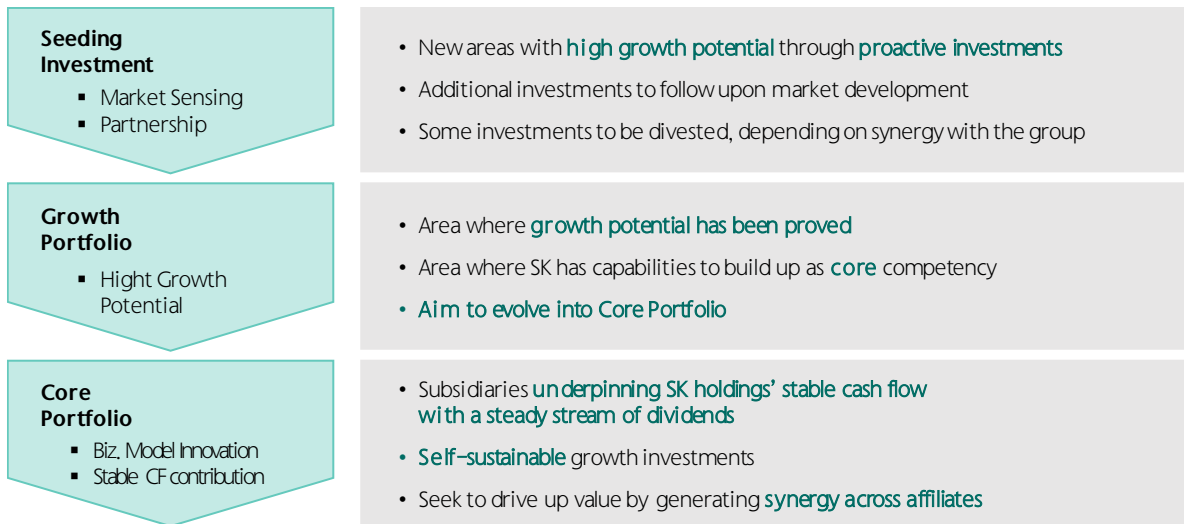 Seeding
Investment
▪ Market Sensing
▪ Partnership
• New areas with high growth potential through proactive investments
• Additional investments to follow upon market development
• Some investments to be divested, depending on synergy with the group
Growth
Portfolio
▪ Hight Growth
Potential
• Area where growth potential has been proved
• Area where SK has capabilities to build up as core competency
• Aim to evolve into Core Portfolio
Core
Portfolio
▪ Biz. Model Innovation
▪ Stable CF contribution
• Subsidiaries underpinning SK holdings’ stable cash flow
with a steady stream of dividends
• Self-sustainable growth investments
• Seek to drive up value by generating synergy across affiliates